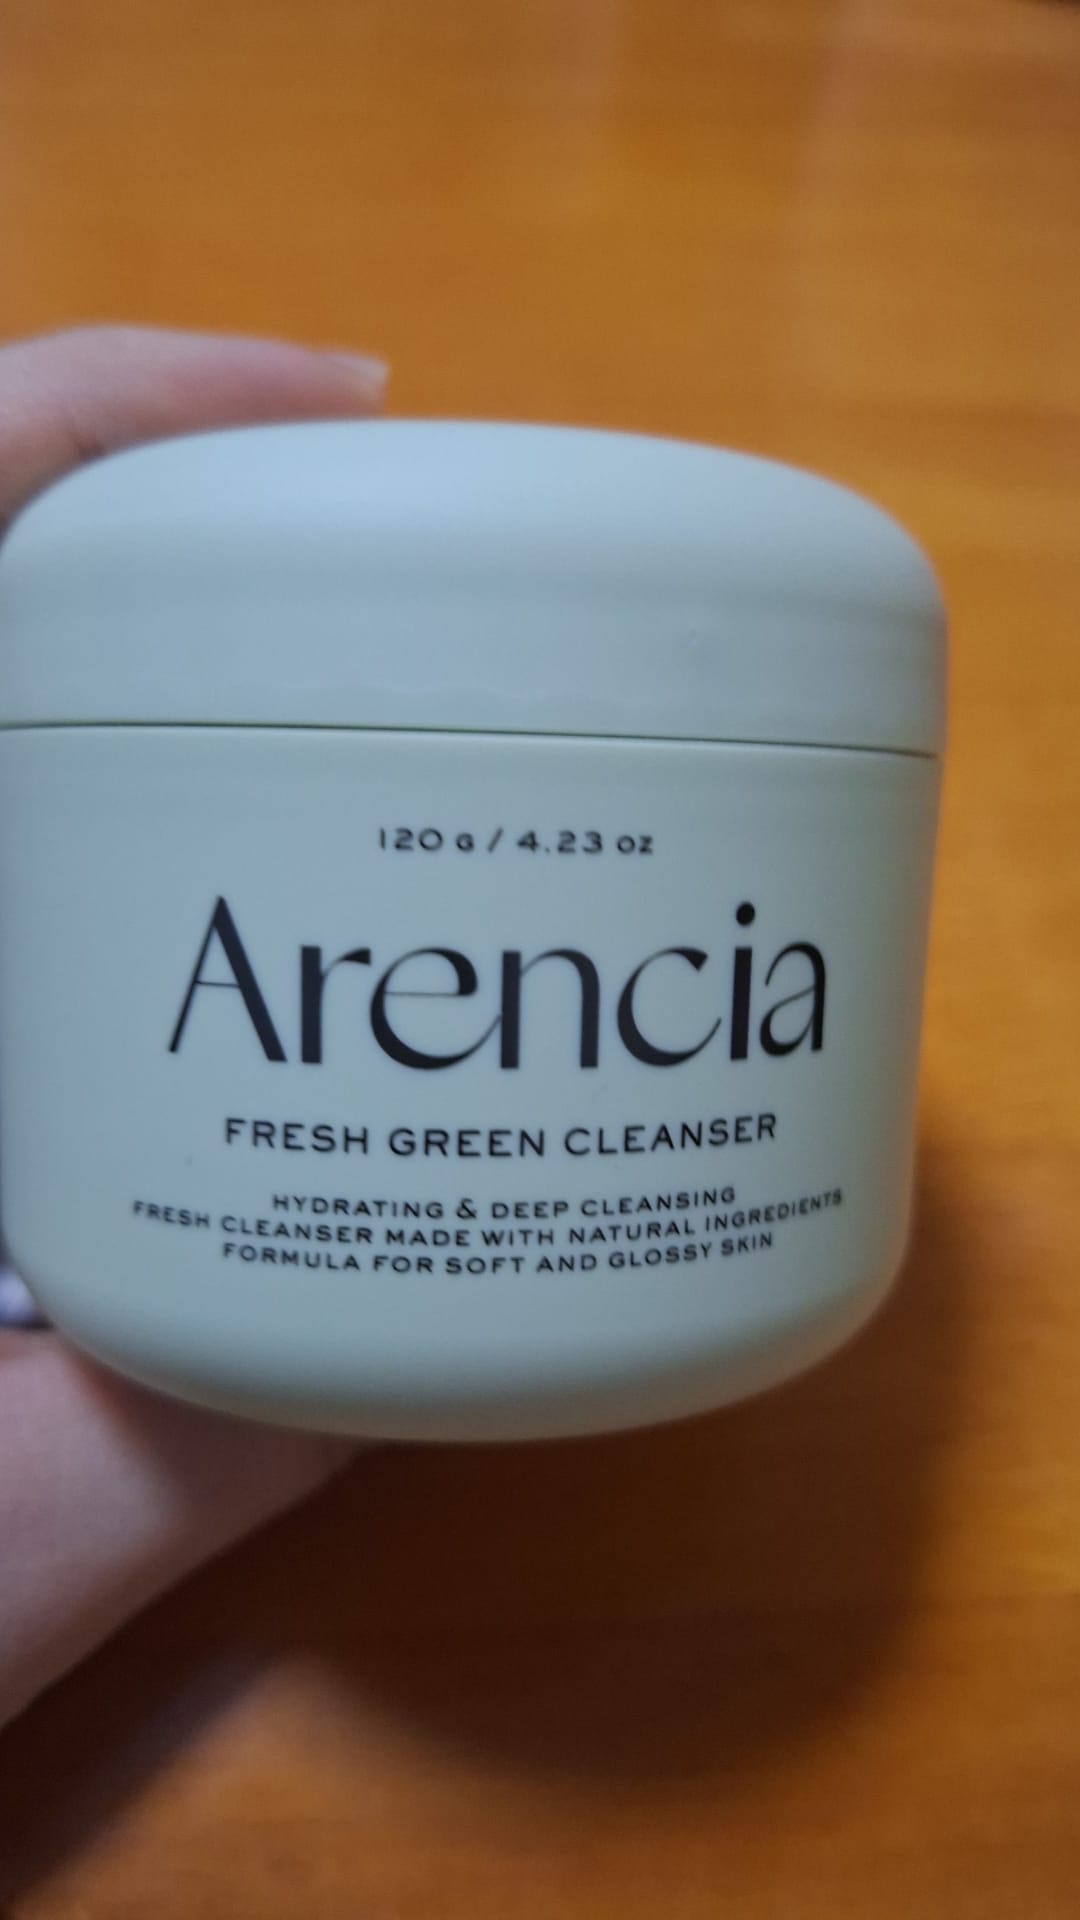 120 G / 4.23 OZ
Arencia
FRESH GREEN CLEANSER
HYDRATING & DEEP CLEANSING
FRESH CLEANSER MADE WITH NATURAL INGREDIENTS
FORMULA FOR SOFT AND GLOSSY SKIN